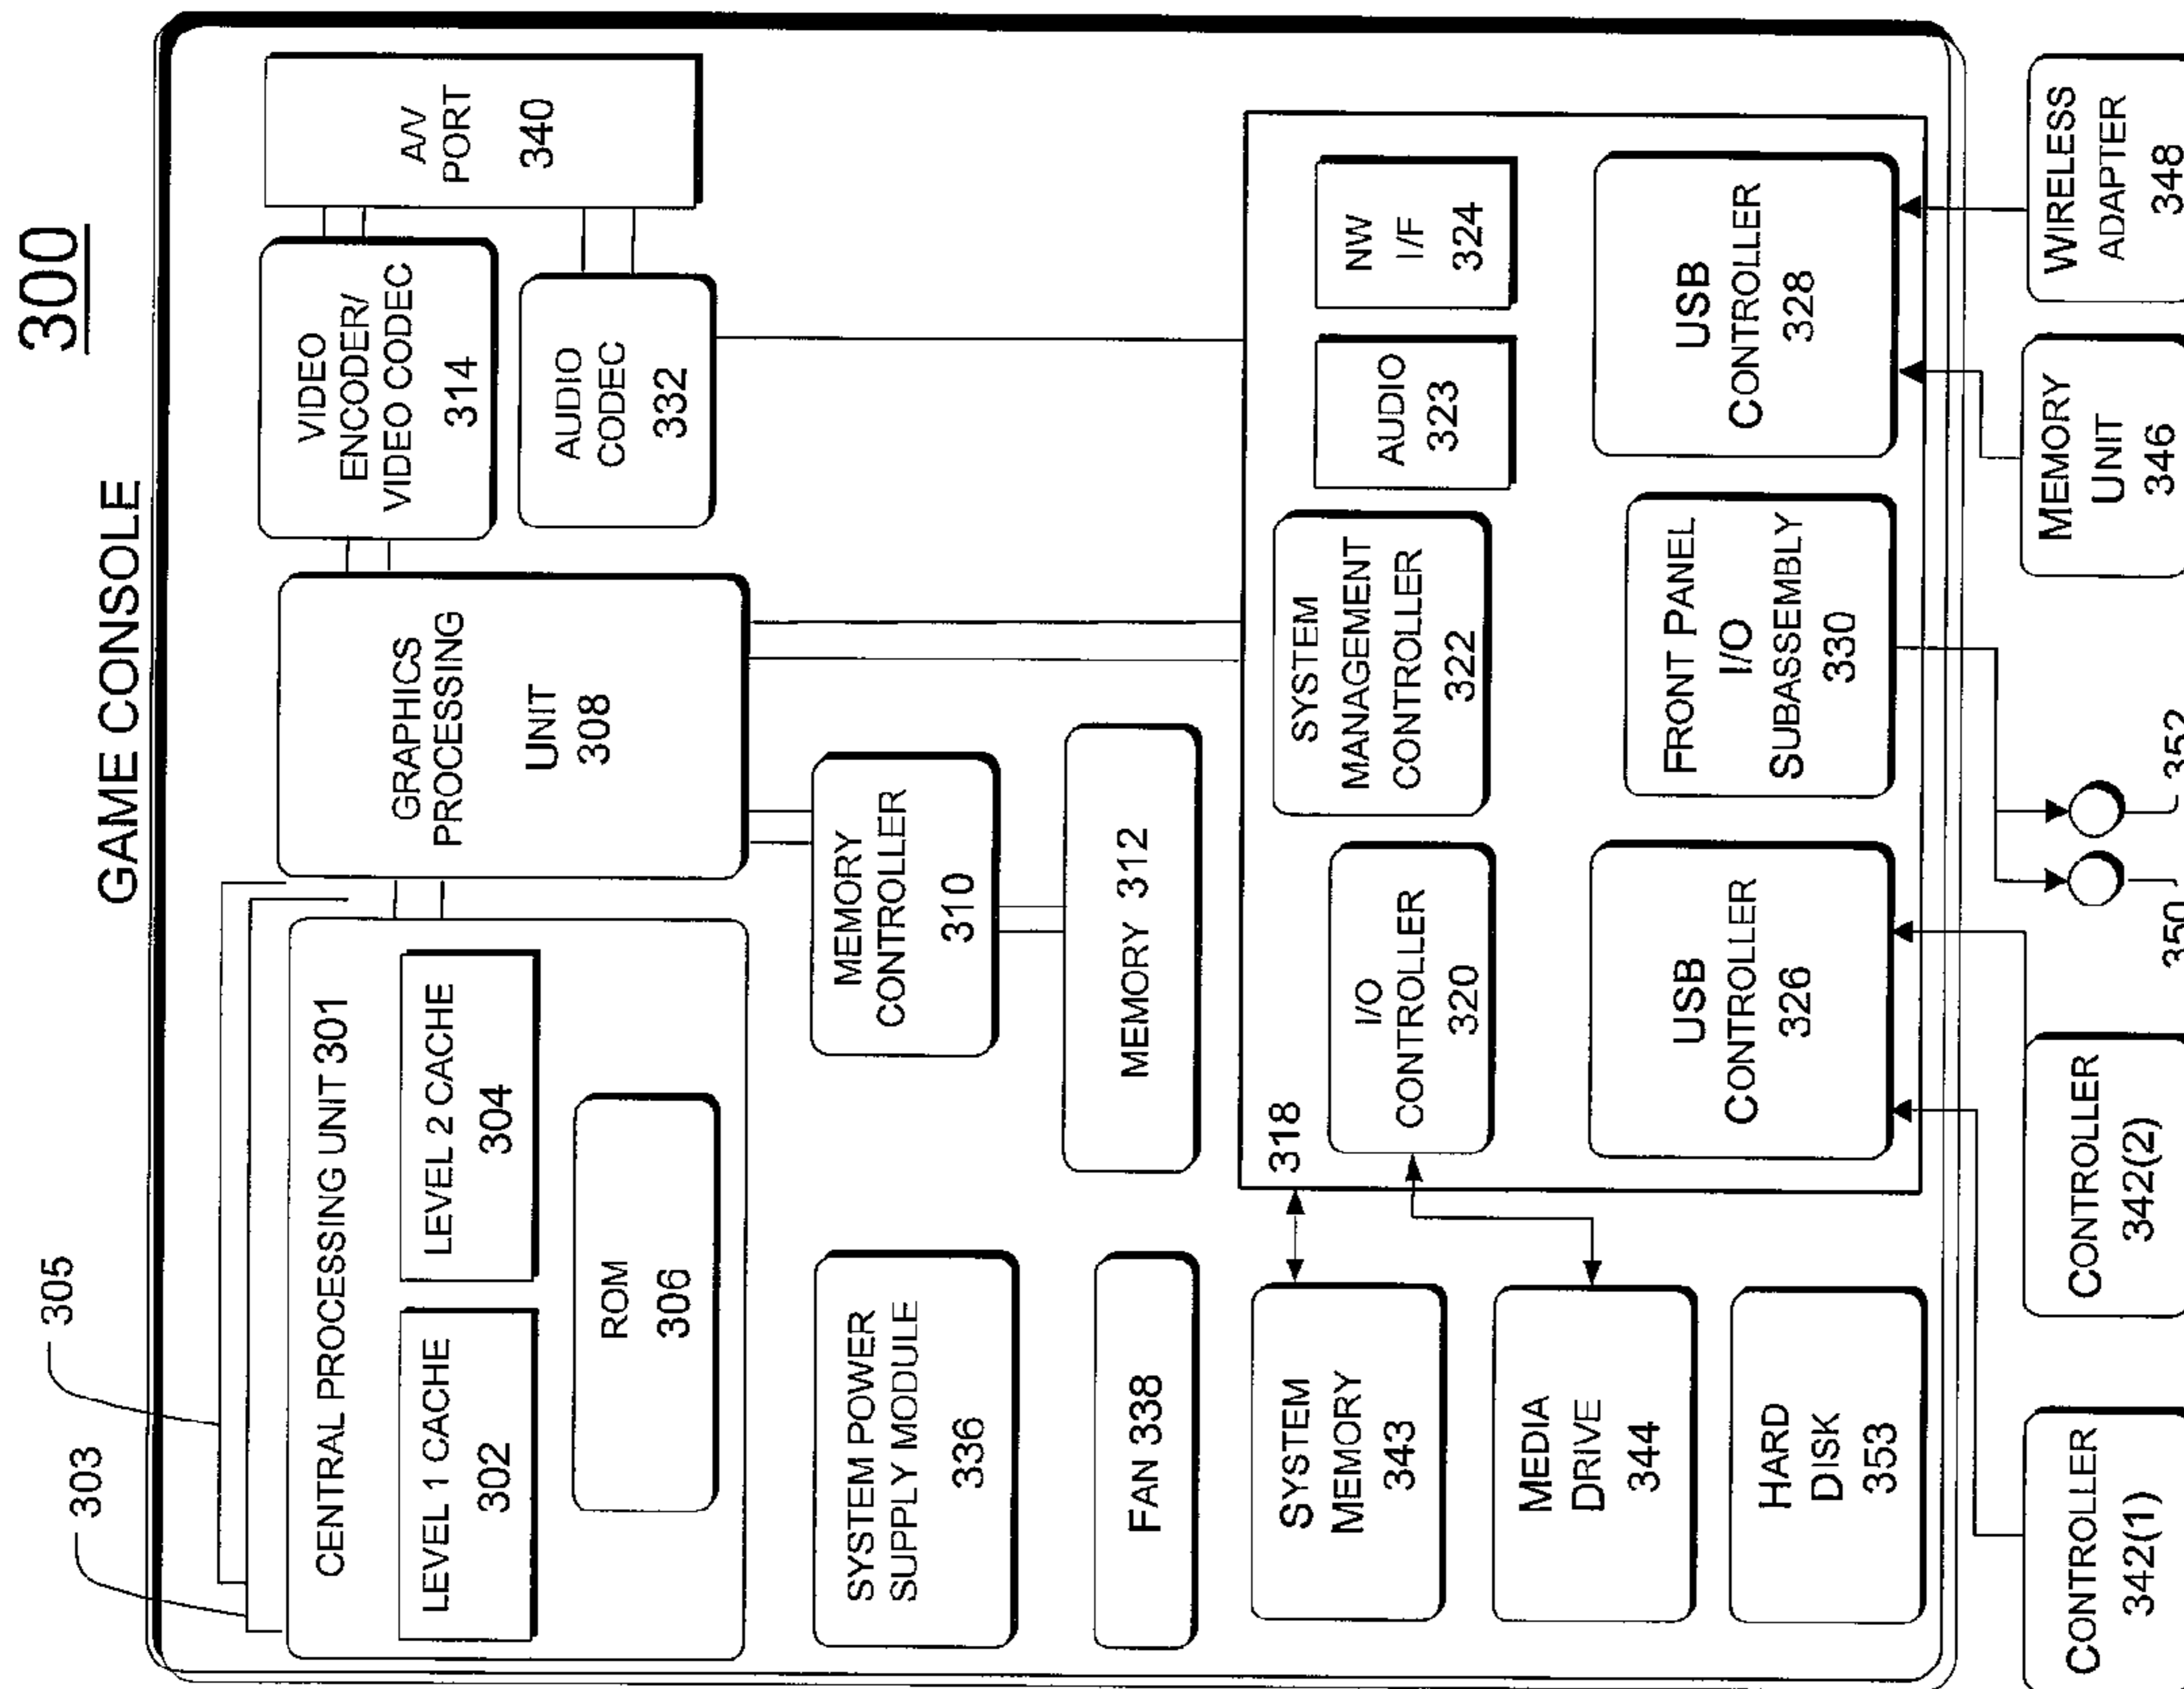 300
GAME CONSOLE
303
305
CENTRAL PROCESSING UNIT 301
LEVEL 1 CACHE
302
LEVEL 2 CACHE
304
ROM
306
GRAPHICS
PROCESSING
UNIT
308
VIDEO
ENCODER/
VIDEO CODEC
314
AUDIO
CODEC
332
A/V
PORT
340
SYSTEM POWER
SUPPLY MODULE
336
MEMORY
CONTROLLER
310
FAN 338
MEMORY 312
318
SYSTEM
MEMORY
343
I/O
CONTROLLER
320
SYSTEM
MANAGEMENT
CONTROLLER
322
AUDIO
323
NW
I/F
324
MEDIA
DRIVE
344
HARD
DISK
353
USB
CONTROLLER
326
FRONT PANEL
I/O
SUBASSEMBLY
330
USB
CONTROLLER
328
CONTROLLER
342(1)
CONTROLLER
342(2)
350
352
MEMORY
UNIT
346
WIRELESS
ADAPTER
348